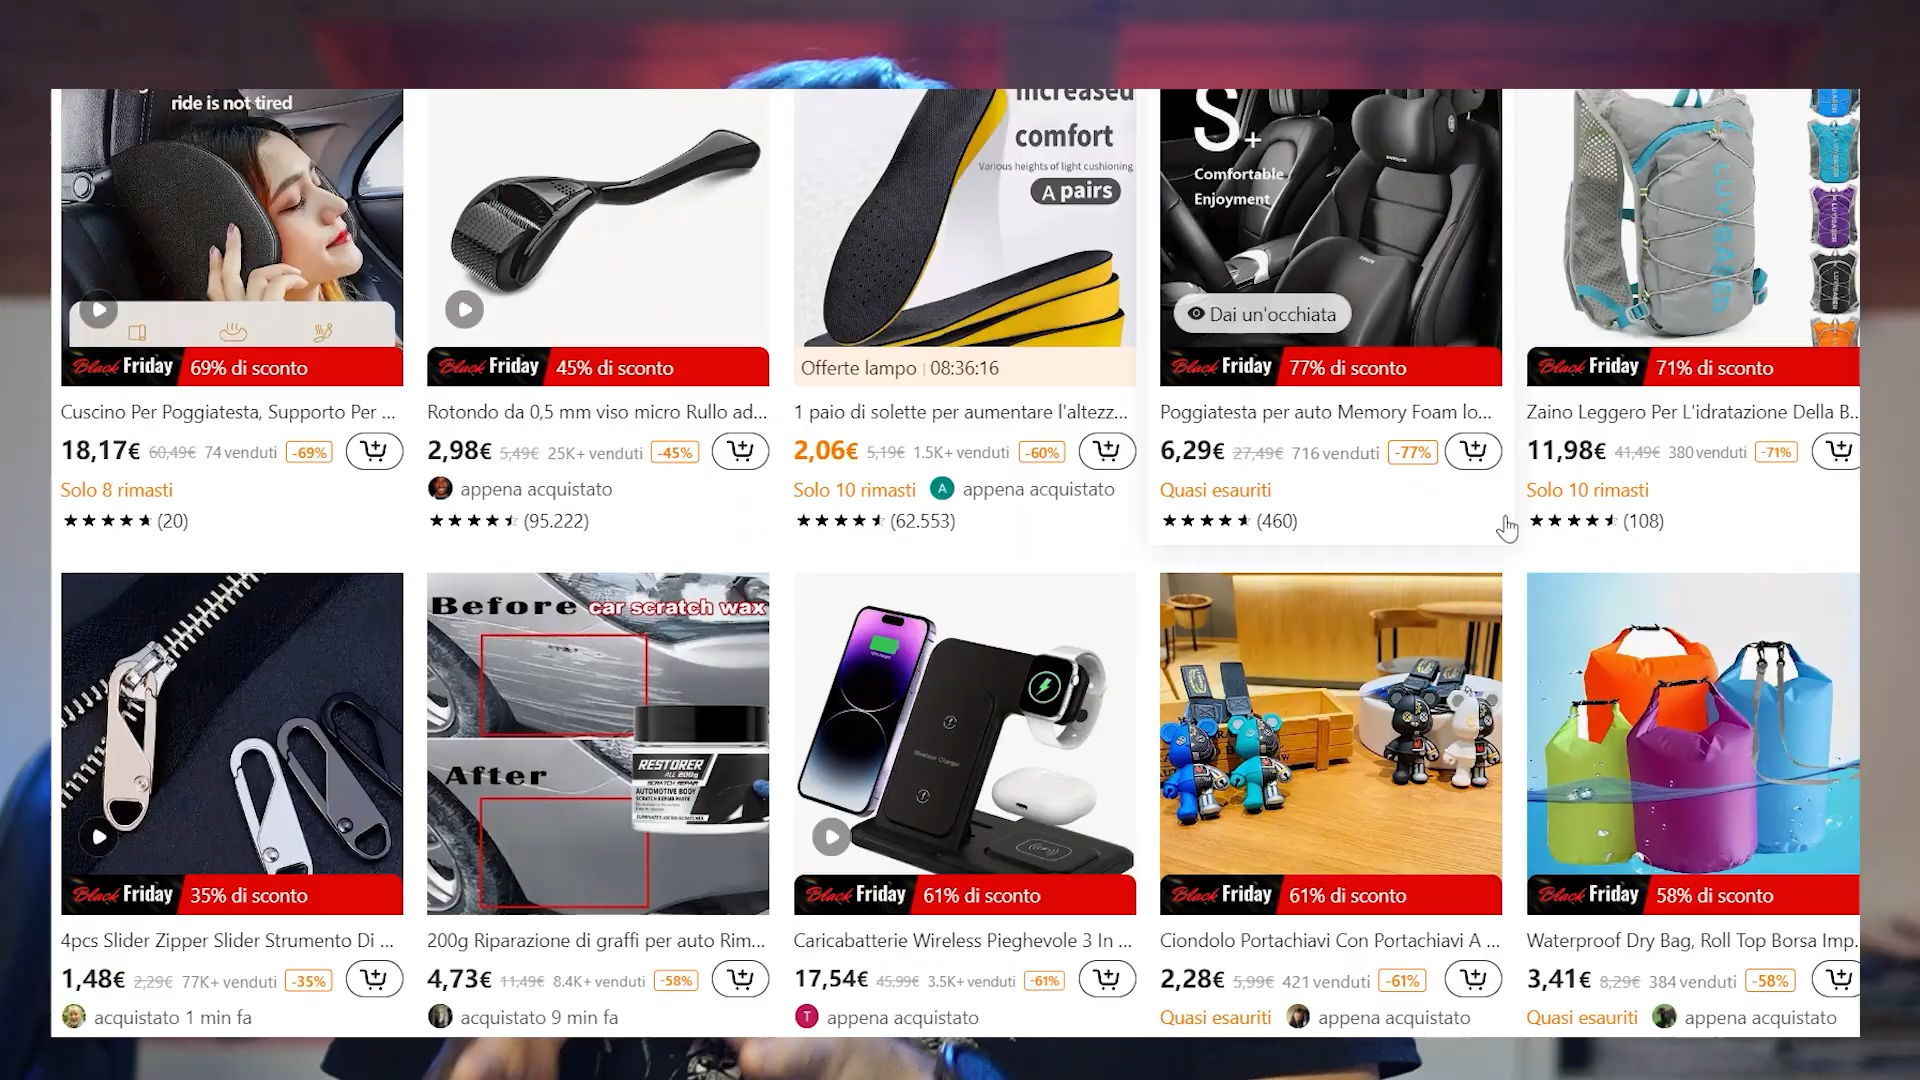 ride is not tired
Black Friday 69% di sconto
Cuscino Per Poggiatesta, Supporto Per ...
18,17€ 60,49€ 74 venduti -69%
Solo 8 rimasti
(20)
Black Friday 45% di sconto
Rotondo da 0,5 mm viso micro Rullo ad...
2,98€ 5,49€ 25K+ venduti -45%
appena acquistato
(95.222)
increased
comfort
Various heights of light cushioning
A pairs
Offerte lampo | 08:36:16
1 paio di solette per aumentare l'altezz...
2,06€ 5,19€ 1.5K+ venduti -60%
Solo 10 rimasti A appena acquistato
(62.553)
S+
Comfortable
Enjoyment
Dai un'occhiata
Black Friday 77% di sconto
Poggiatesta per auto Memory Foam lo...
6,29€ 27,49€ 716 venduti -77%
Quasi esauriti
(460)
Black Friday 71% di sconto
Zaino Leggero Per L'idratazione Della B..
11,98€ 41,49€ 380 venduti -71%
Solo 10 rimasti
(108)
Black Friday 35% di sconto
4pcs Slider Zipper Slider Strumento Di ...
1,48€ 2,29€ 77K+ venduti -35%
acquistato 1 min fa
Before car scratch wax
After
RESTORER
ALL 200g
SCRATCH REPAIR
AUTOMOTIVE BODY
SCRATCH REPAIR PASTE
200g Riparazione di graffi per auto Rim...
4,73€ 11,49€ 8.4K+ venduti -58%
acquistato 9 min fa
Wireless Charger
Black Friday 61% di sconto
Caricabatterie Wireless Pieghevole 3 In ...
17,54€ 45,99€ 3.5K+ venduti -61%
T appena acquistato
Black Friday 61% di sconto
Ciondolo Portachiavi Con Portachiavi A ...
2,28€ 5,99€ 421 venduti -61%
Quasi esauriti appena acquistato
Black Friday 58% di sconto
Waterproof Dry Bag, Roll Top Borsa Imp.
3,41€ 8,29€ 384 venduti -58%
Quasi esauriti appena acquistato